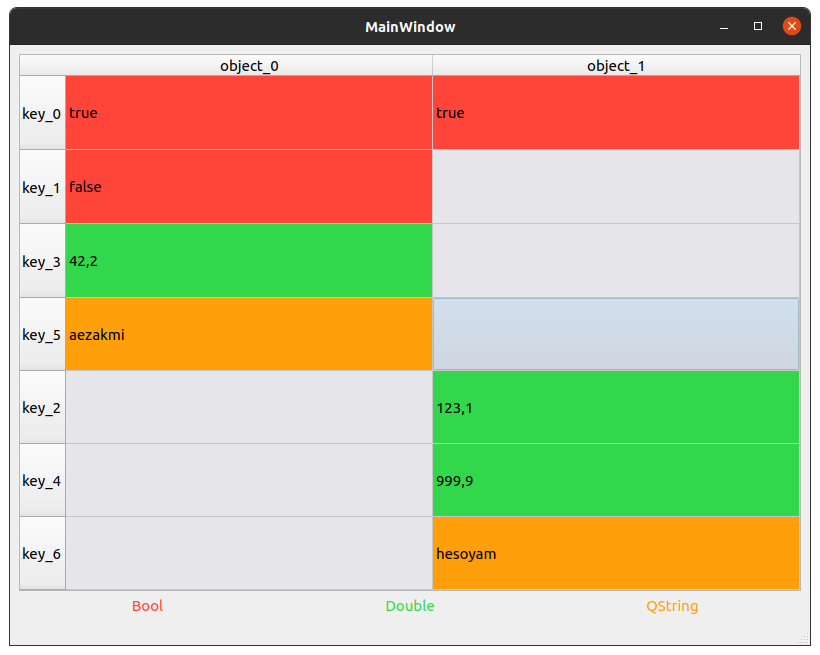 MainWindow
object_0 object_1
key_0 true true
key_1 false
key_3 42,2
key_5 aezakmi
key_2 123,1
key_4 999,9
key_6 hesoyam
Bool Double QString